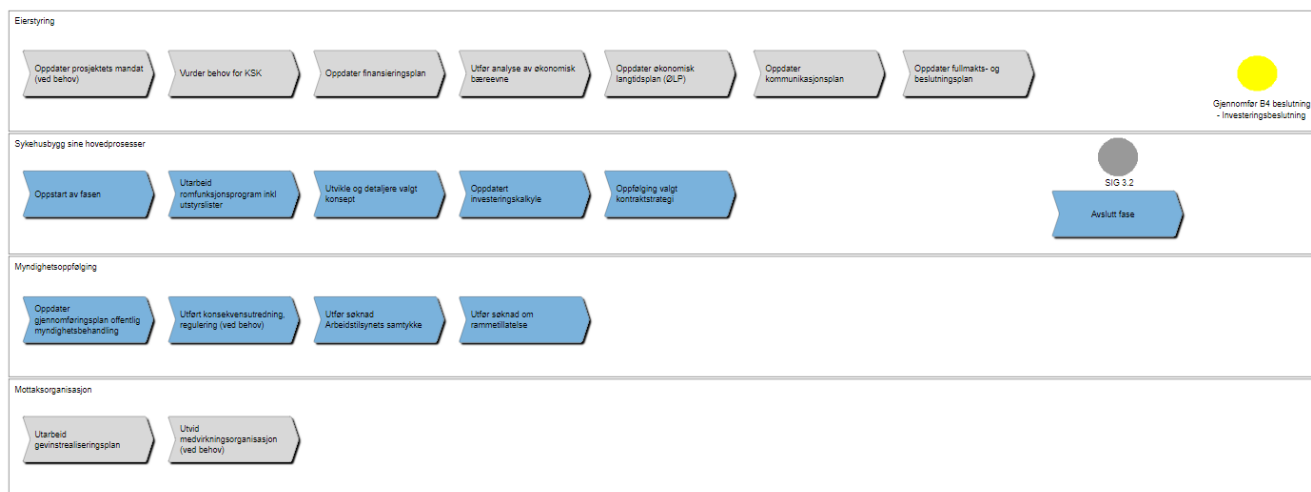 Eierstyring
Oppdater prosjektets mandat
(ved behov)
Vurder behov for KSK
Oppdater finansieringsplan
Utfør analyse av økonomisk
bæreevne
Oppdater økonomisk
langtidsplan (ØLP)
Oppdater
kommunikasjonsplan
Oppdater fullmakts- og
beslutningsplan
Gjennomfør B4 beslutning
- Investeringsbeslutning
Sykehusbygg sine hovedprosesser
Oppstart av fasen
Utarbeid
romfunksjonsprogram inkl
utstyrslister
Utvikle og detaljere valgt
konsept
Oppdatert
investeringskalkyle
Oppfølging valgt
kontraktstrategi
SIG 3.2
Avslutt fase
Myndighetsoppfølging
Oppdater
gjennomføringsplan offentlig
myndighetsbehandling
Utført konsekvensutredning,
regulering (ved behov)
Utfør søknad
Arbeidstilsynets samtykke
Utfør søknad om
rammetillatelse
Mottaksorganisasjon
Utarbeid
gevinstrealiseringsplan
Utvid
medvirkningsorganisasjon
(ved behov)